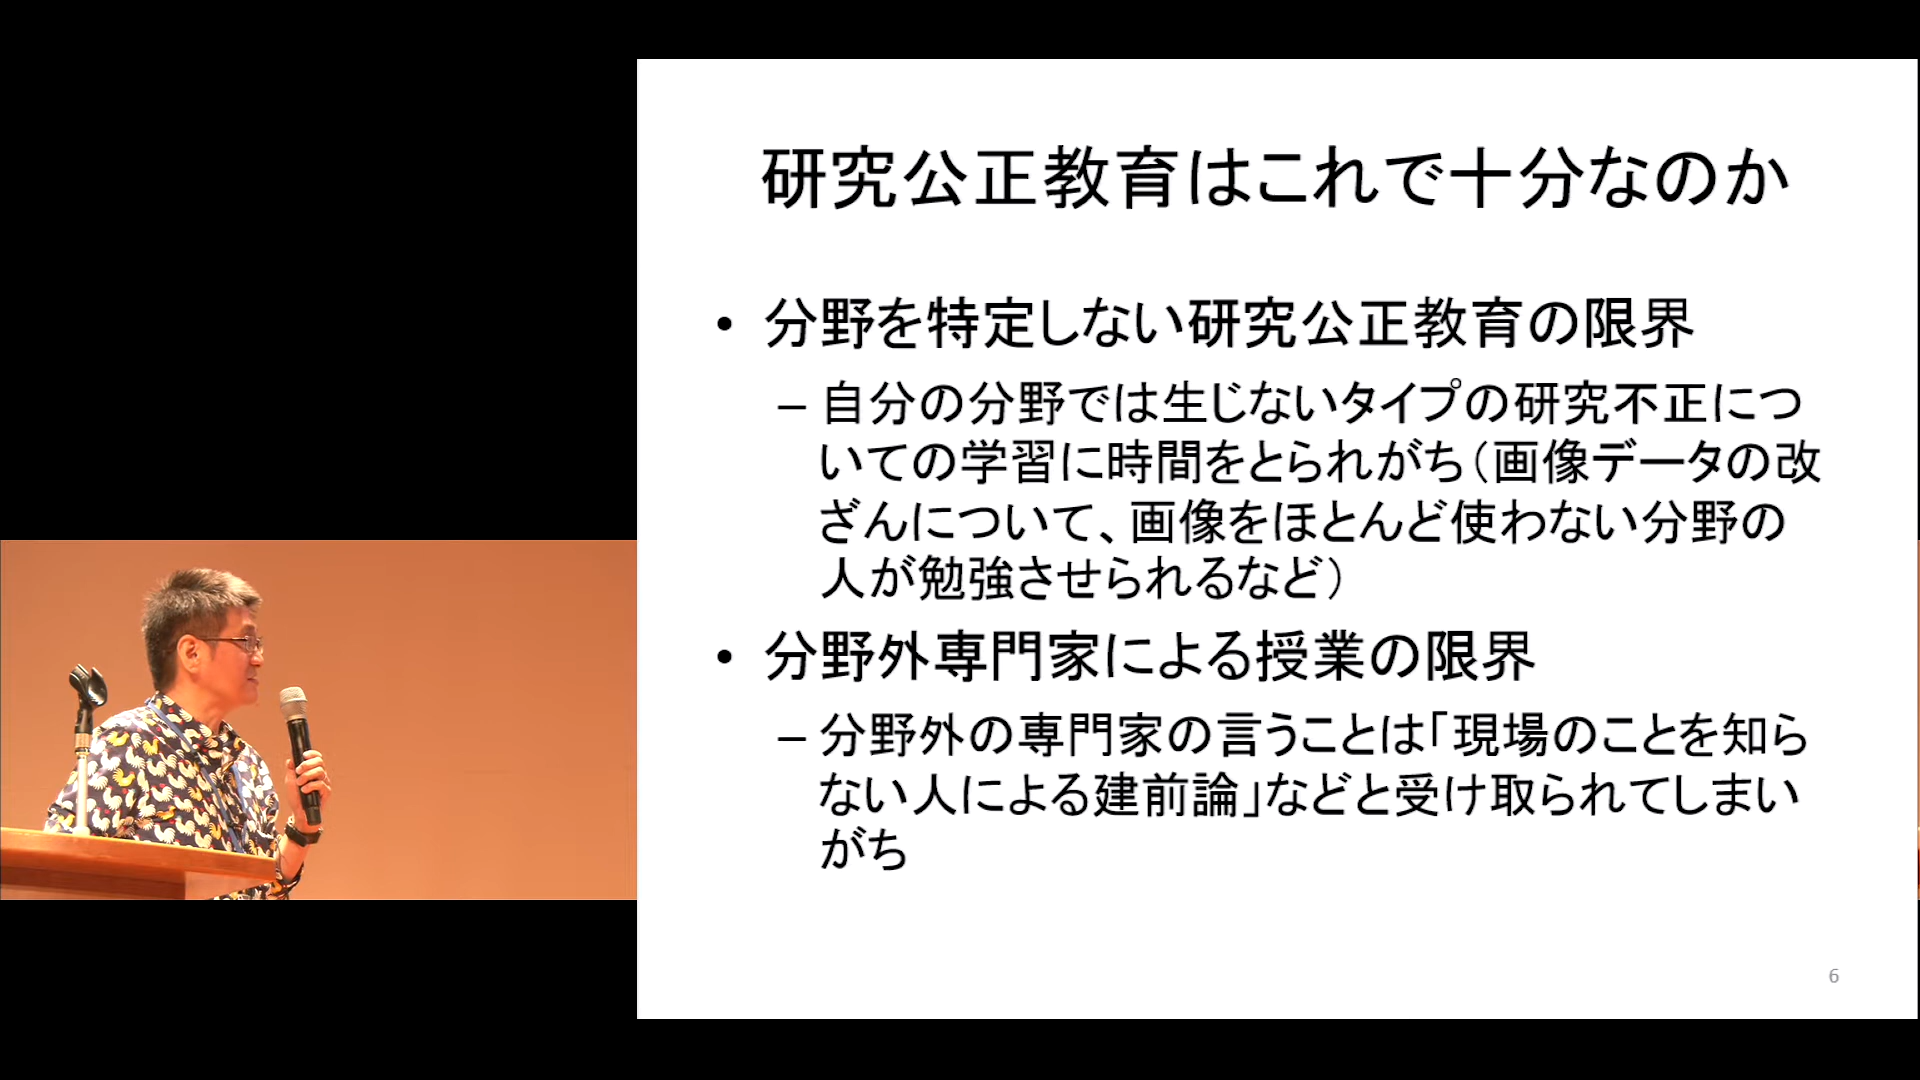 研究公正教育はこれで十分なのか
• 分野を特定しない研究公正教育の限界
– 自分の分野では生じないタイプの研究不正につ
いての学習に時間をとられがち（画像データの改
ざんについて、画像をほとんど使わない分野の
人が勉強させられるなど）
• 分野外専門家による授業の限界
– 分野外の専門家の言うことは「現場のことを知ら
ない人による建前論」などと受け取られてしまい
がち
6